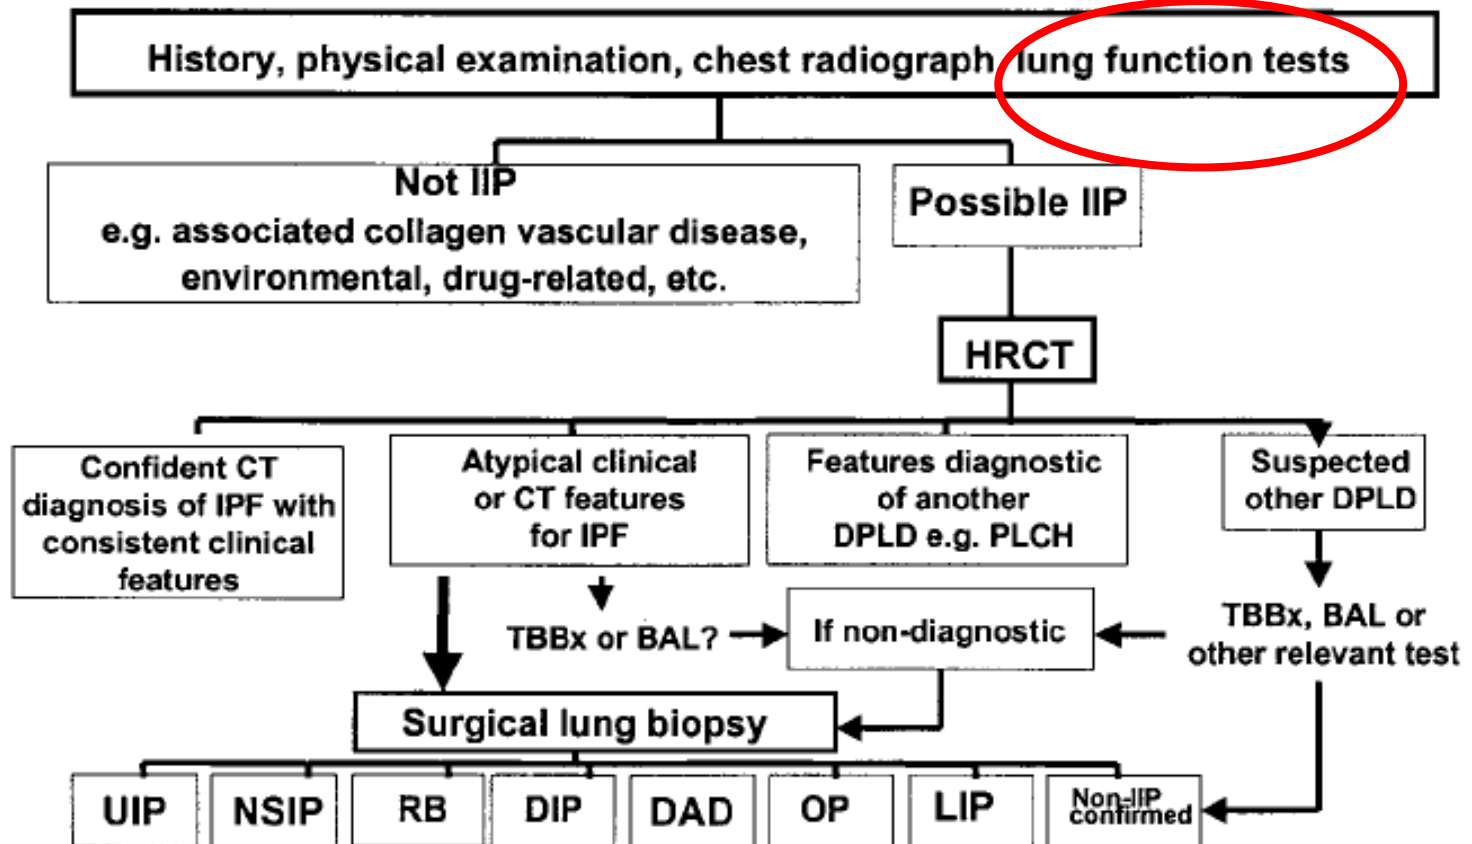 History, physical examination, chest radiograph, lung function tests
Not IIP
e.g. associated collagen vascular disease,
environmental, drug-related, etc.
Possible IIP
HRCT
Confident CT
diagnosis of IPF with
consistent clinical
features
Atypical clinical
or CT features
for IPF
Features diagnostic
of another
DPLD e.g. PLCH
Suspected
other DPLD
TBBx or BAL?
If non-diagnostic
TBBx, BAL or
other relevant test
Surgical lung biopsy
UIP
NSIP
RB
DIP
DAD
OP
LIP
Non-IIP
confirmed